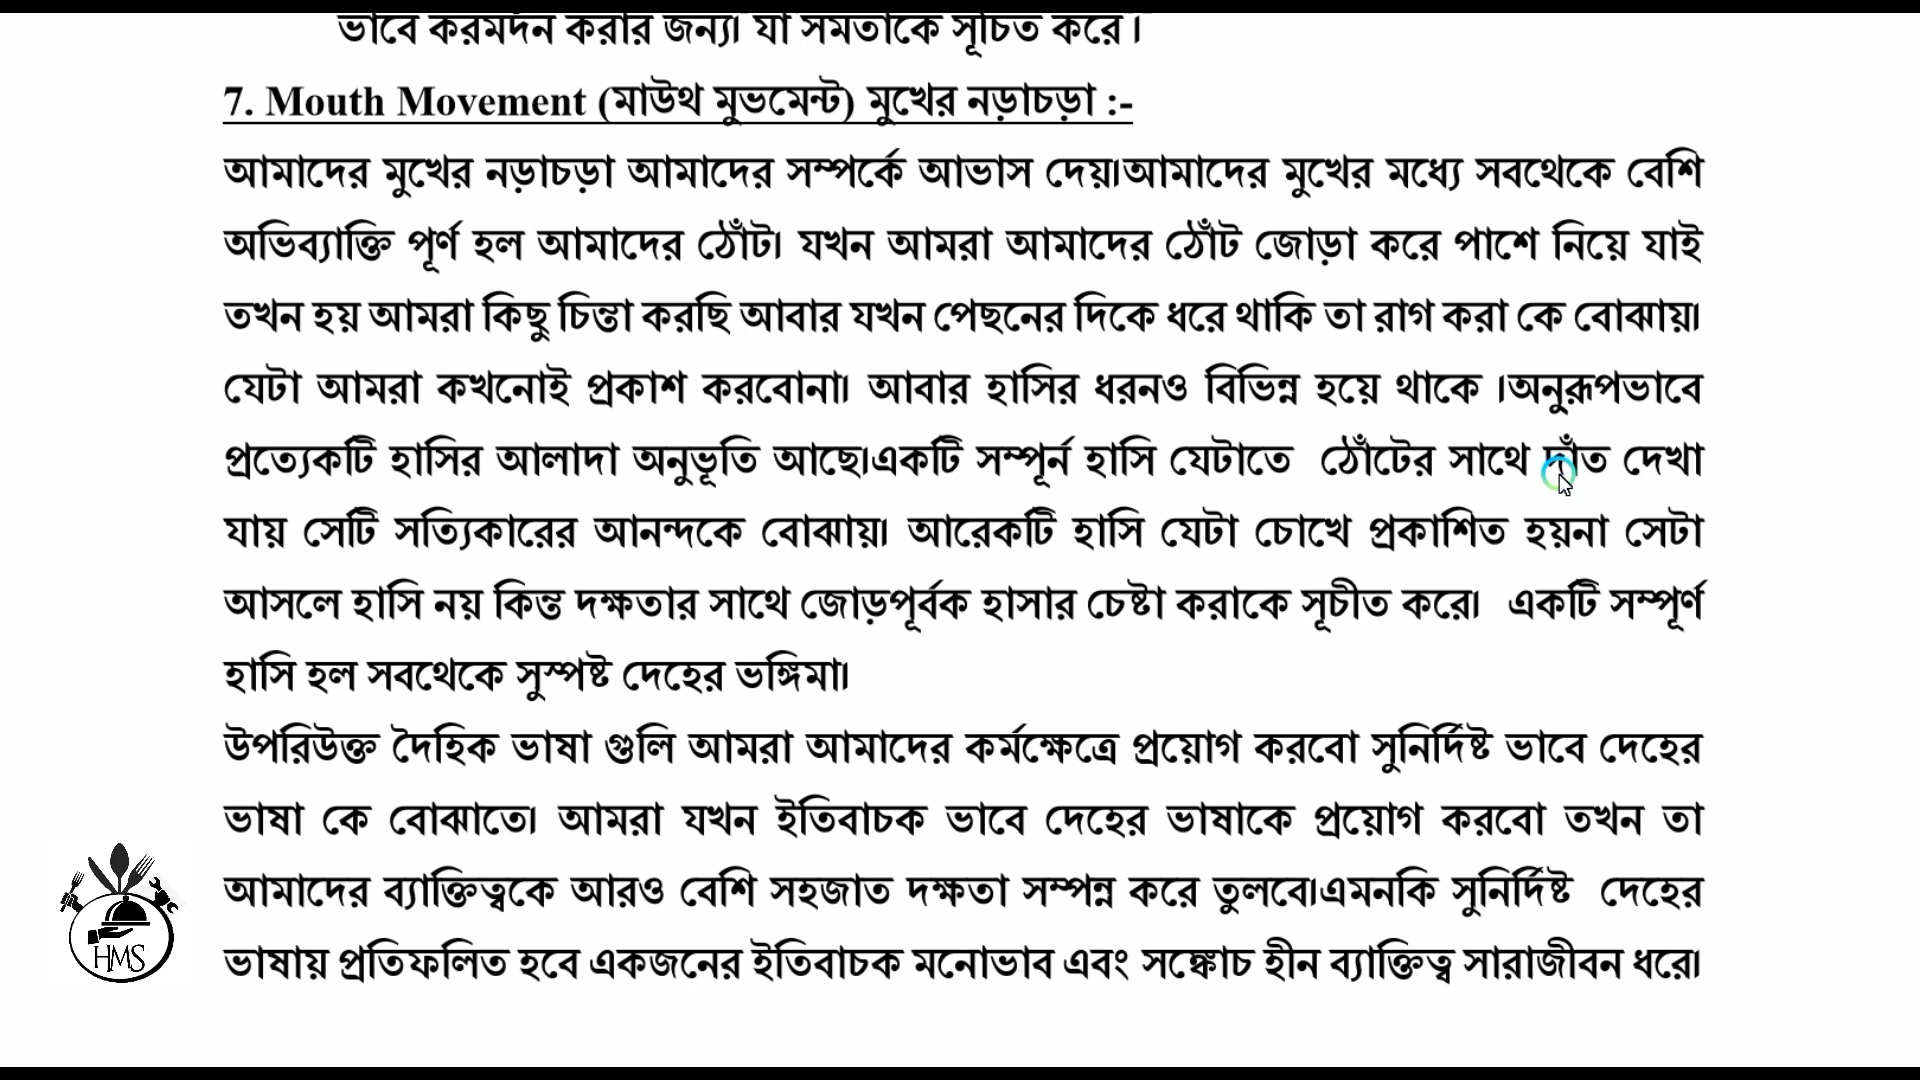 ভাবে করমর্দন করার জন্য। যা সমতাকে সূচিত করে।
7. Mouth Movement (মাউথ মুভমেন্ট) মুখের নড়াচড়া :-
আমাদের মুখের নড়াচড়া আমাদের সম্পর্কে আভাস দেয়।আমাদের মুখের মধ্যে সবথেকে বেশি
অভিব্যাক্তি পূর্ণ হল আমাদের ঠোঁট। যখন আমরা আমাদের ঠোঁট জোড়া করে পাশে নিয়ে যাই
তখন হয় আমরা কিছু চিন্তা করছি আবার যখন পেছনের দিকে ধরে থাকি তা রাগ করা কে বোঝায়।
যেটা আমরা কখনোই প্রকাশ করবোনা। আবার হাসির ধরনও বিভিন্ন হয়ে থাকে ।অনুরূপভাবে
প্রত্যেকটি হাসির আলাদা অনুভূতি আছে।একটি সম্পূর্ন হাসি যেটাতে ঠোঁটের সাথে দাঁত দেখা
যায় সেটি সত্যিকারের আনন্দকে বোঝায়। আরেকটি হাসি যেটা চোখে প্রকাশিত হয়না সেটা
আসলে হাসি নয় কিন্ত দক্ষতার সাথে জোড়পূর্বক হাসার চেষ্টা করাকে সূচীত করে। একটি সম্পূর্ণ
হাসি হল সবথেকে সুস্পষ্ট দেহের ভঙ্গিমা।
উপরিউক্ত দৈহিক ভাষা গুলি আমরা আমাদের কর্মক্ষেত্রে প্রয়োগ করবো সুনির্দিষ্ট ভাবে দেহের
ভাষা কে বোঝাতে। আমরা যখন ইতিবাচক ভাবে দেহের ভাষাকে প্রয়োগ করবো তখন তা
আমাদের ব্যাক্তিত্বকে আরও বেশি সহজাত দক্ষতা সম্পন্ন করে তুলবে।এমনকি সুনির্দিষ্ট দেহের
ভাষায় প্রতিফলিত হবে একজনের ইতিবাচক মনোভাব এবং সঙ্কোচ হীন ব্যাক্তিত্ব সারাজীবন ধরে।
HMS